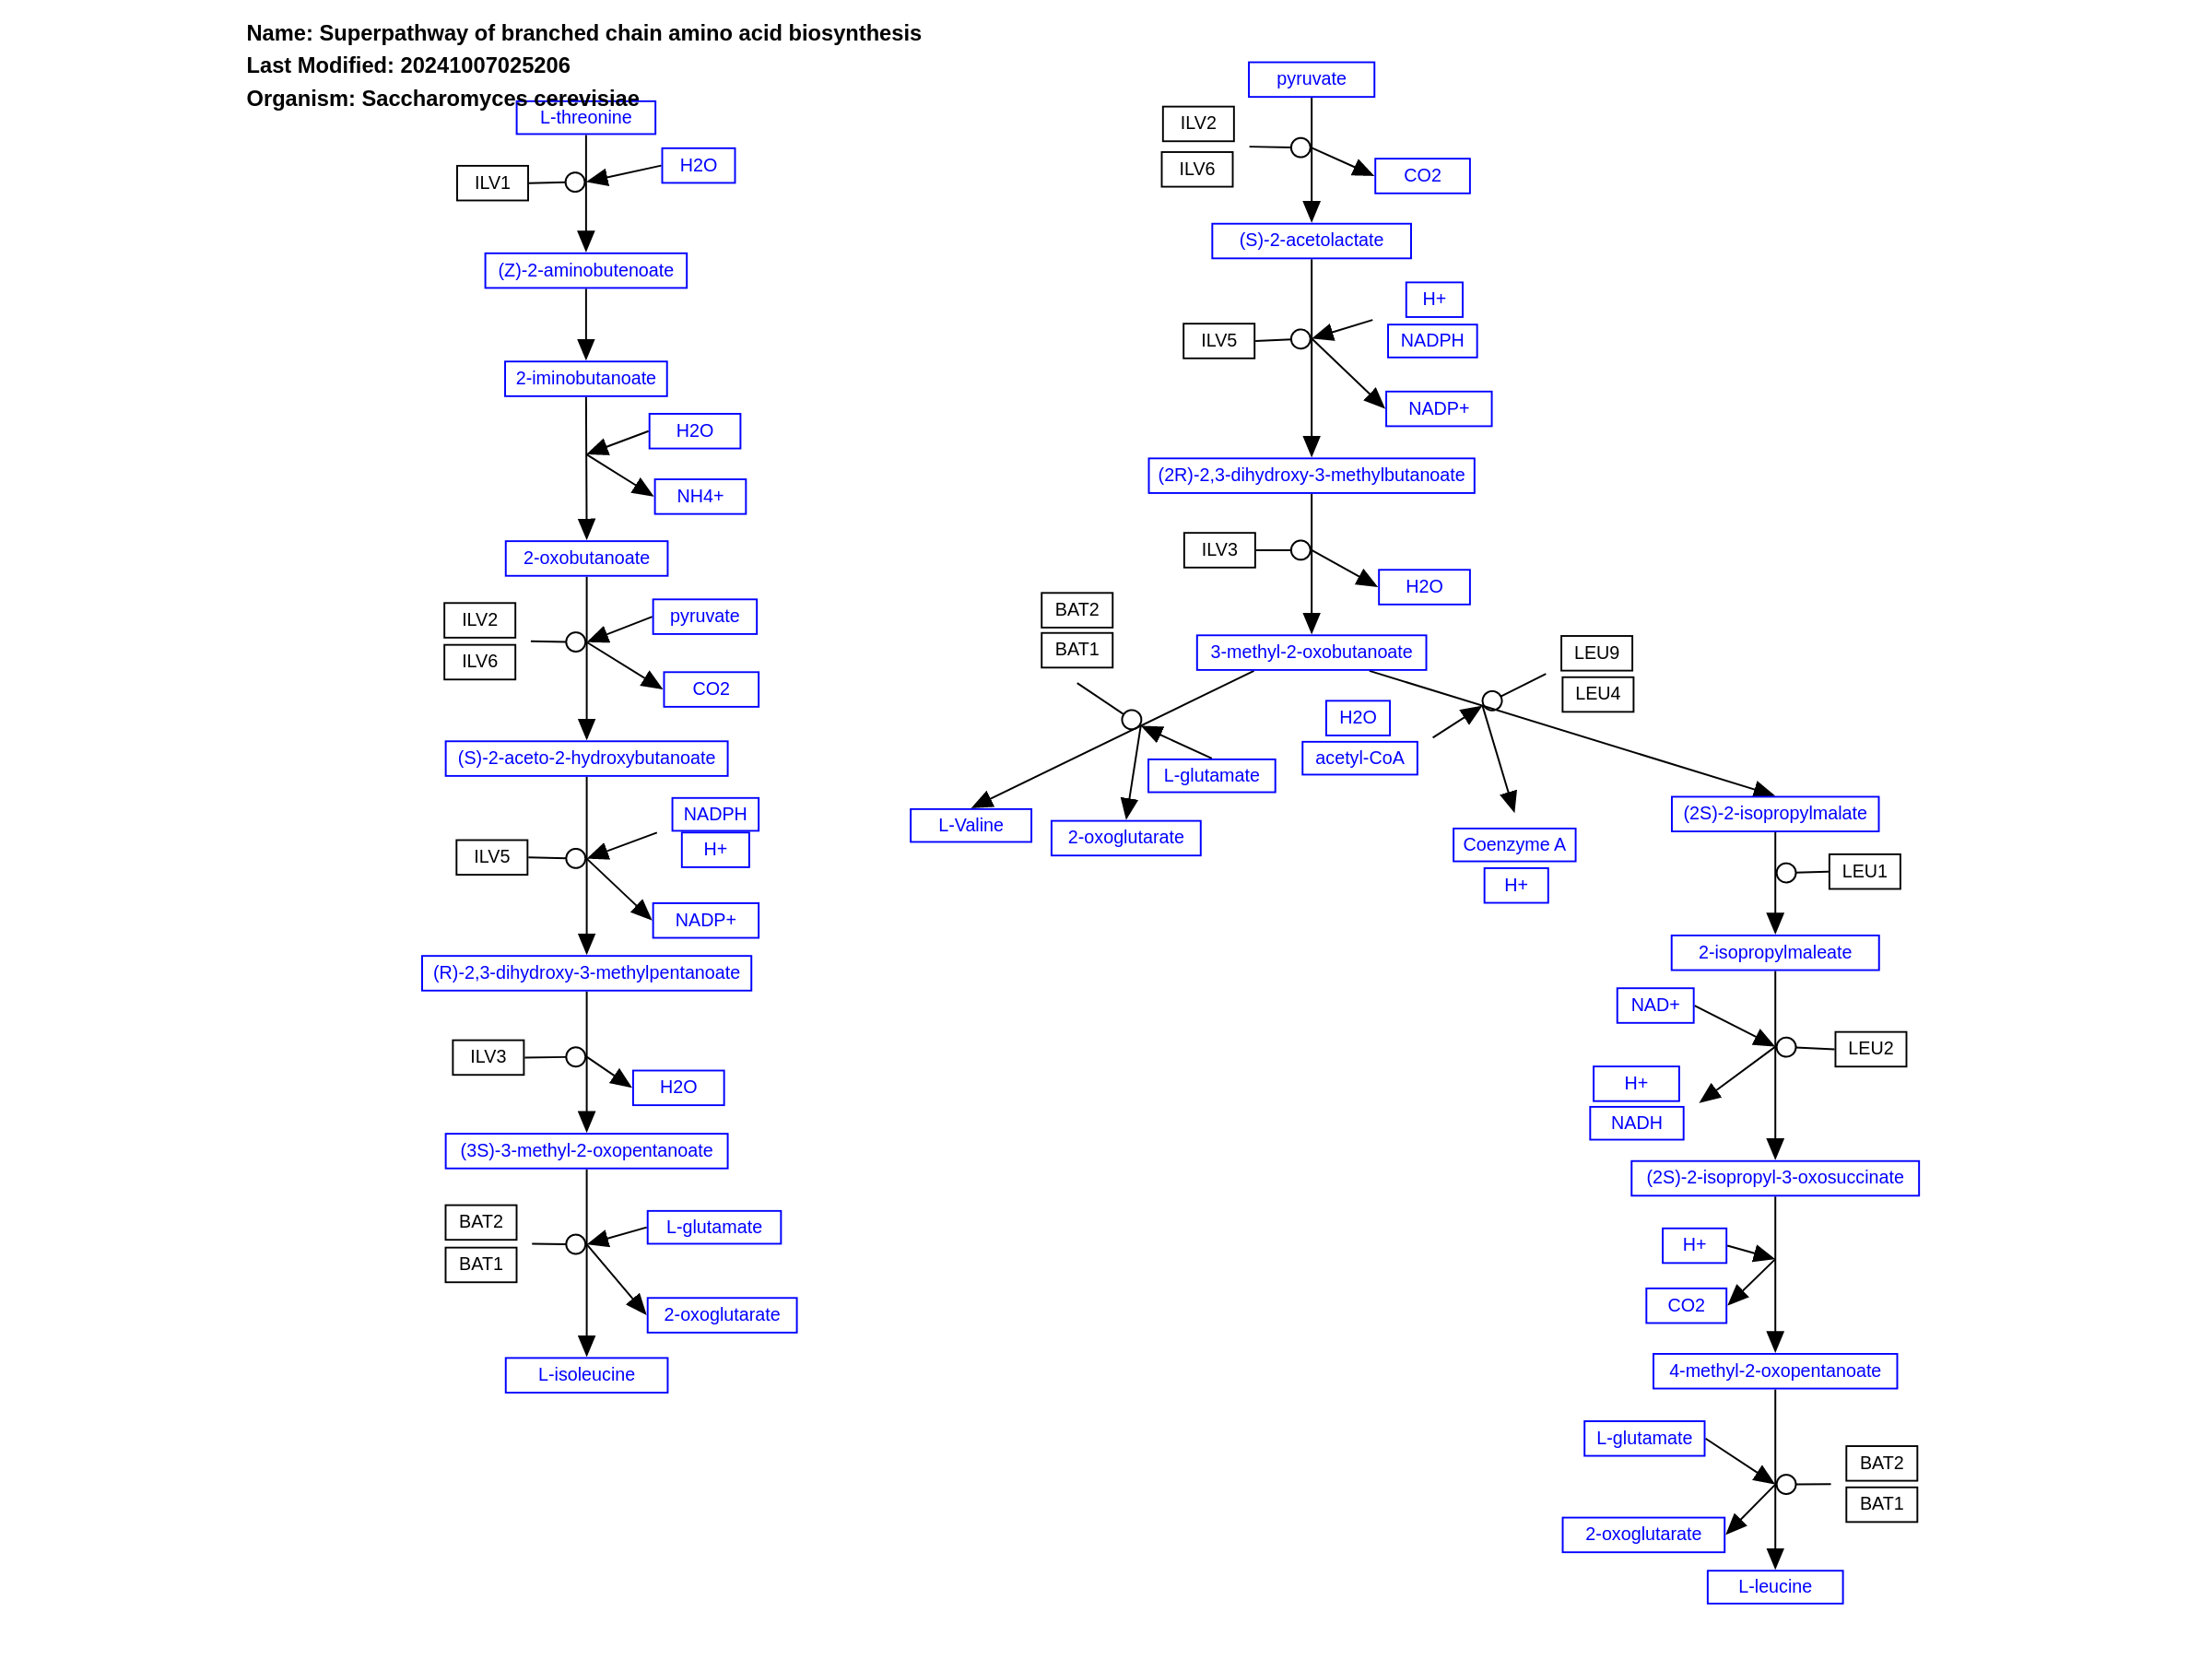 Name: Superpathway of branched chain amino acid biosynthesis
Last Modified: 20241007025206
Organism: Saccharomyces cerevisiae
L-threonine
H2O
ILV1
(Z)-2-aminobutenoate
2-iminobutanoate
H2O
NH4+
2-oxobutanoate
ILV2
pyruvate
ILV6
CO2
(S)-2-aceto-2-hydroxybutanoate
NADPH
H+
ILV5
NADP+
(R)-2,3-dihydroxy-3-methylpentanoate
ILV3
H2O
(3S)-3-methyl-2-oxopentanoate
BAT2
L-glutamate
BAT1
2-oxoglutarate
L-isoleucine
pyruvate
ILV2
ILV6
CO2
(S)-2-acetolactate
H+
ILV5
NADPH
NADP+
(2R)-2,3-dihydroxy-3-methylbutanoate
ILV3
H2O
BAT2
BAT1
3-methyl-2-oxobutanoate
LEU9
LEU4
H2O
acetyl-CoA
L-glutamate
L-Valine
2-oxoglutarate
Coenzyme A
H+
(2S)-2-isopropylmalate
LEU1
2-isopropylmaleate
NAD+
LEU2
H+
NADH
(2S)-2-isopropyl-3-oxosuccinate
H+
CO2
4-methyl-2-oxopentanoate
L-glutamate
BAT2
BAT1
2-oxoglutarate
L-leucine